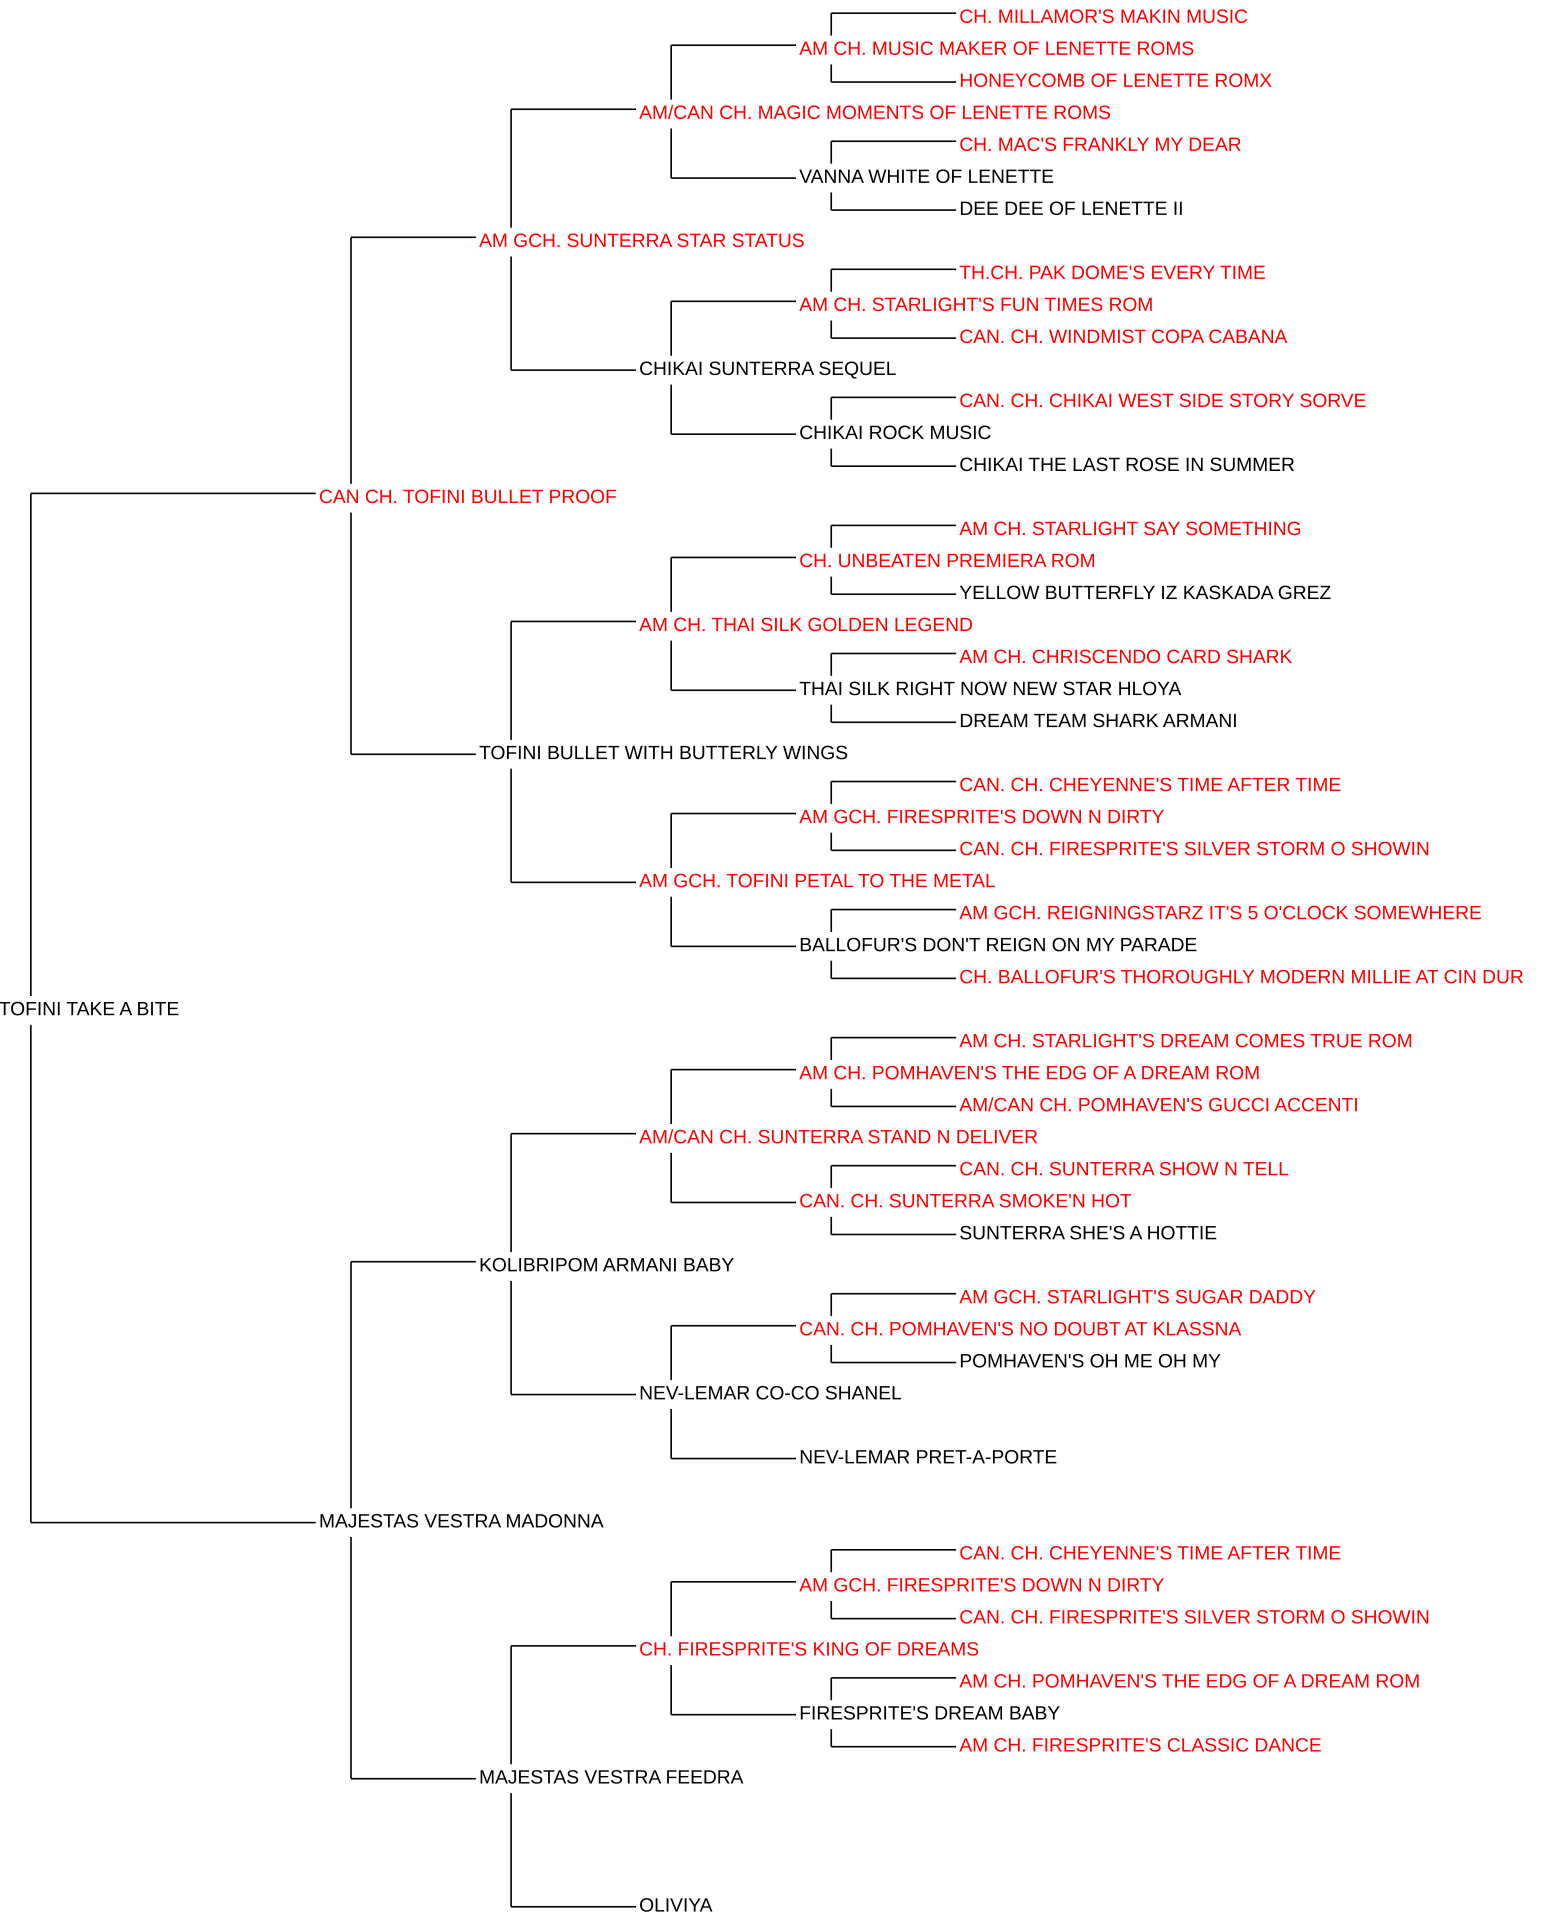 CH. MILLAMOR'S MAKIN MUSIC
AM CH. MUSIC MAKER OF LENETTE ROMS
HONEYCOMB OF LENETTE ROMX
AM/CAN CH. MAGIC MOMENTS OF LENETTE ROMS
CH. MAC'S FRANKLY MY DEAR
VANNA WHITE OF LENETTE
DEE DEE OF LENETTE II
AM GCH. SUNTERRA STAR STATUS
TH.CH. PAK DOME'S EVERY TIME
AM CH. STARLIGHT'S FUN TIMES ROM
CAN. CH. WINDMIST COPA CABANA
CHIKAI SUNTERRA SEQUEL
CAN. CH. CHIKAI WEST SIDE STORY SORVE
CHIKAI ROCK MUSIC
CHIKAI THE LAST ROSE IN SUMMER
CAN CH. TOFINI BULLET PROOF
AM CH. STARLIGHT SAY SOMETHING
CH. UNBEATEN PREMIERA ROM
YELLOW BUTTERFLY IZ KASKADA GREZ
AM CH. THAI SILK GOLDEN LEGEND
AM CH. CHRISCENDO CARD SHARK
THAI SILK RIGHT NOW NEW STAR HLOYA
DREAM TEAM SHARK ARMANI
TOFINI BULLET WITH BUTTERLY WINGS
CAN. CH. CHEYENNE'S TIME AFTER TIME
AM GCH. FIRESPRITE'S DOWN N DIRTY
CAN. CH. FIRESPRITE'S SILVER STORM O SHOWIN
AM GCH. TOFINI PETAL TO THE METAL
AM GCH. REIGNINGSTARZ IT'S 5 O'CLOCK SOMEWHERE
BALLOFUR'S DON'T REIGN ON MY PARADE
CH. BALLOFUR'S THOROUGHLY MODERN MILLIE AT CIN DUR
TOFINI TAKE A BITE
AM CH. STARLIGHT'S DREAM COMES TRUE ROM
AM CH. POMHAVEN'S THE EDG OF A DREAM ROM
AM/CAN CH. POMHAVEN'S GUCCI ACCENTI
AM/CAN CH. SUNTERRA STAND N DELIVER
CAN. CH. SUNTERRA SHOW N TELL
CAN. CH. SUNTERRA SMOKE'N HOT
SUNTERRA SHE'S A HOTTIE
KOLIBRIPOM ARMANI BABY
AM GCH. STARLIGHT'S SUGAR DADDY
CAN. CH. POMHAVEN'S NO DOUBT AT KLASSNA
POMHAVEN'S OH ME OH MY
NEV-LEMAR CO-CO SHANEL
NEV-LEMAR PRET-A-PORTE
MAJESTAS VESTRA MADONNA
CAN. CH. CHEYENNE'S TIME AFTER TIME
AM GCH. FIRESPRITE'S DOWN N DIRTY
CAN. CH. FIRESPRITE'S SILVER STORM O SHOWIN
CH. FIRESPRITE'S KING OF DREAMS
AM CH. POMHAVEN'S THE EDG OF A DREAM ROM
FIRESPRITE'S DREAM BABY
AM CH. FIRESPRITE'S CLASSIC DANCE
MAJESTAS VESTRA FEEDRA
OLIVIYA